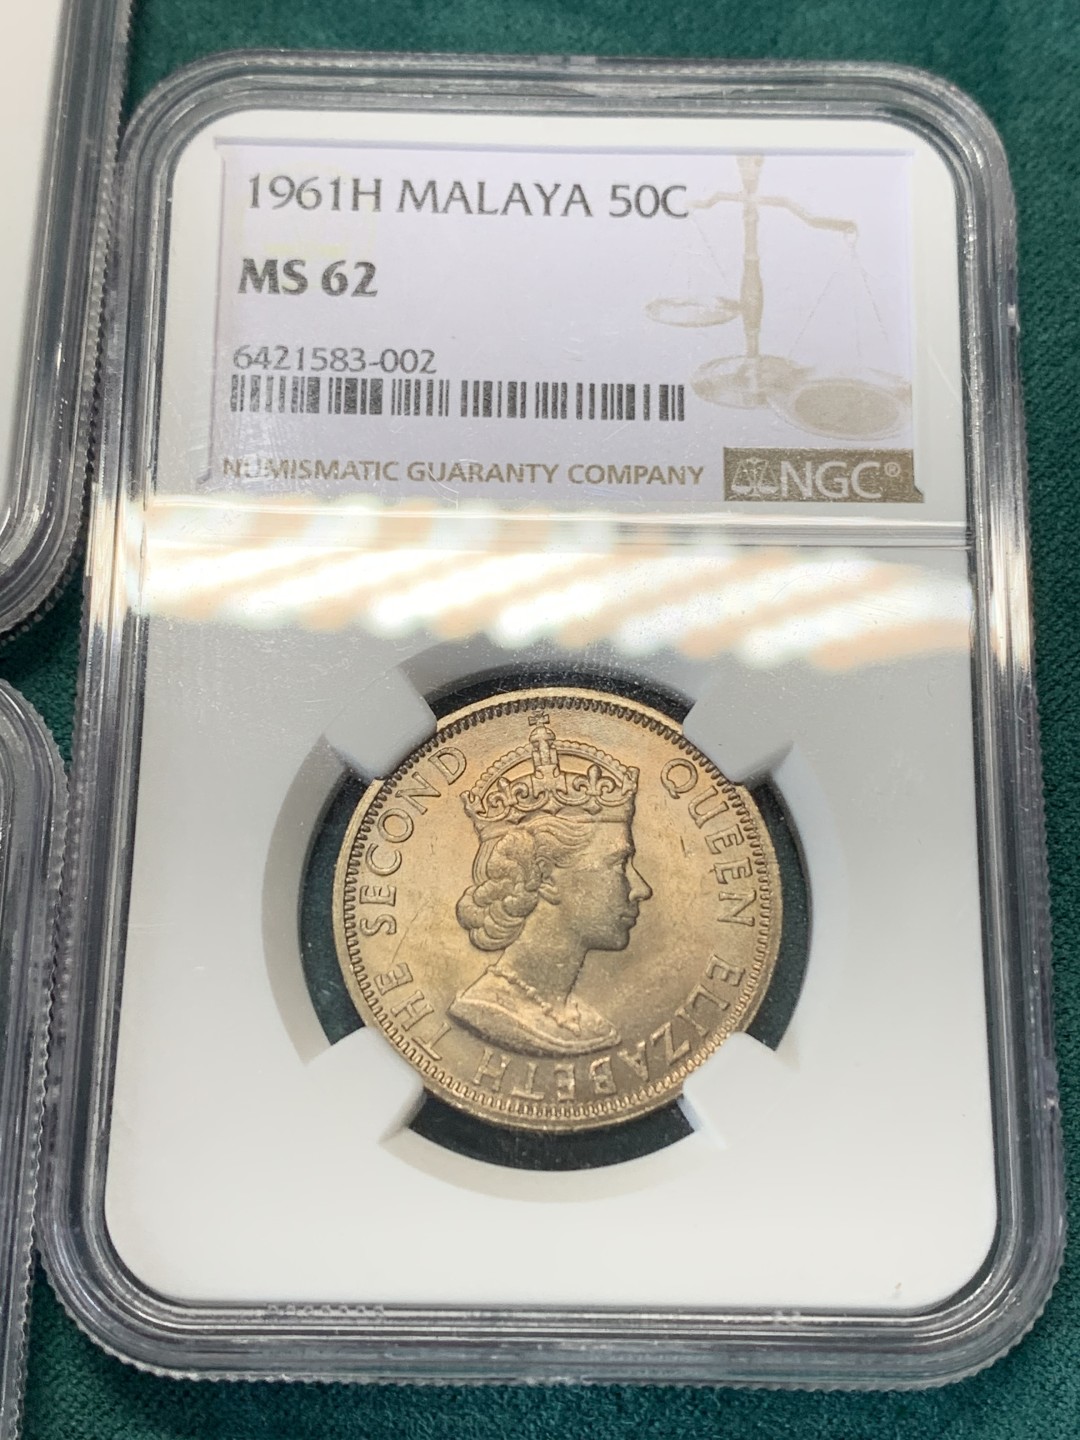 1961H MALAYA 50C
MS 62
6421583-002
NUMISMATIC GUARANTY COMPANY
NGC®
QUEEN ELIZABETH THE SECOND